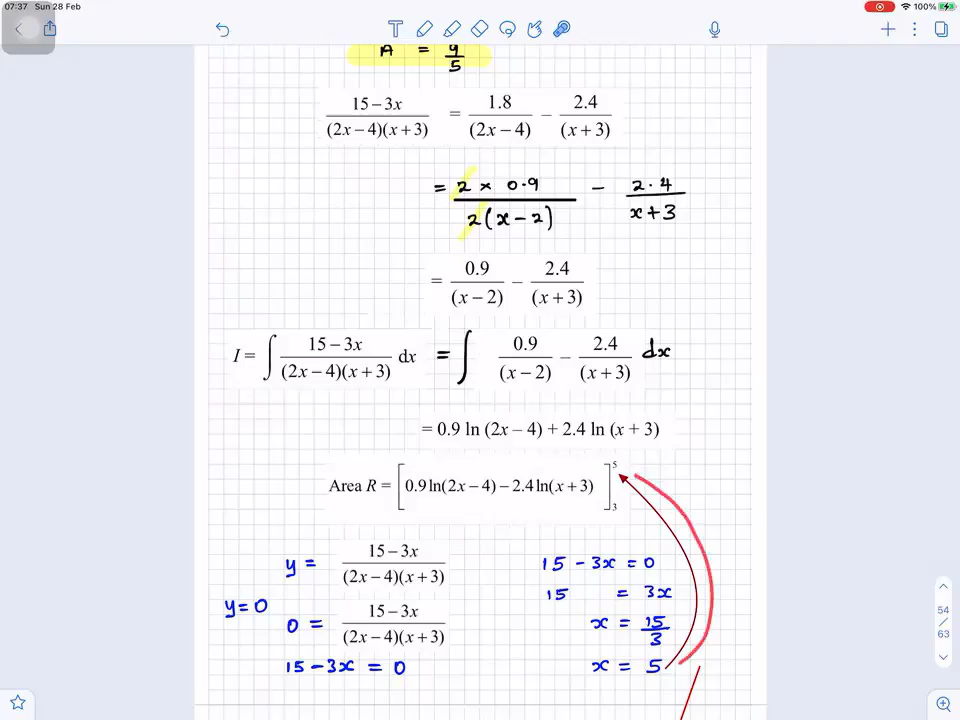 07:37 Sun 28 Feb 100%
A = 9/5
(15 – 3x)/((2x – 4)(x + 3)) = 1.8/(2x – 4) – 2.4/(x + 3)
= (2 × 0.9)/(2(x – 2)) – 2.4/(x + 3)
= 0.9/(x – 2) – 2.4/(x + 3)
I = ∫ (15 – 3x)/((2x – 4)(x + 3)) dx = ∫ 0.9/(x – 2) – 2.4/(x + 3) dx
= 0.9 ln (2x – 4) + 2.4 ln (x + 3)
Area R = [0.9 ln(2x – 4) – 2.4 ln(x + 3)]₃⁵
y = (15 – 3x)/((2x – 4)(x + 3))
y = 0
0 = (15 – 3x)/((2x – 4)(x + 3))
15 – 3x = 0
15 – 3x = 0
15 = 3x
x = 15/3
x = 5
54
/
63